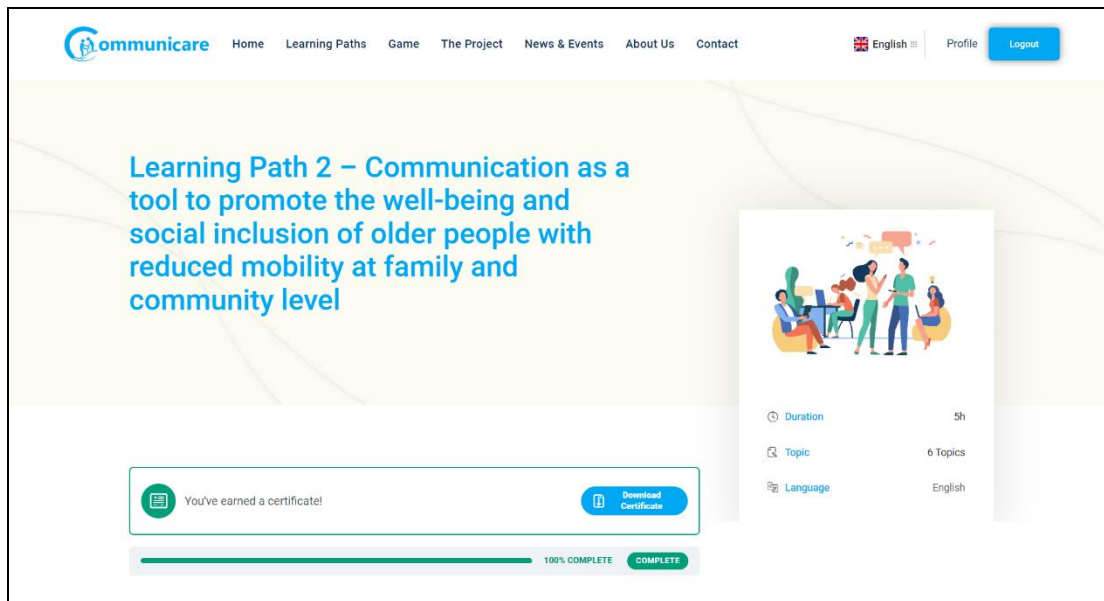 Communicare Home Learning Paths Game The Project News & Events About Us Contact English Profile Logout
Learning Path 2 – Communication as a
tool to promote the well-being and
social inclusion of older people with
reduced mobility at family and
community level
Duration 5h
Topic 6 Topics
Language English
You've earned a certificate!
Download
Certificate
100% COMPLETE COMPLETE